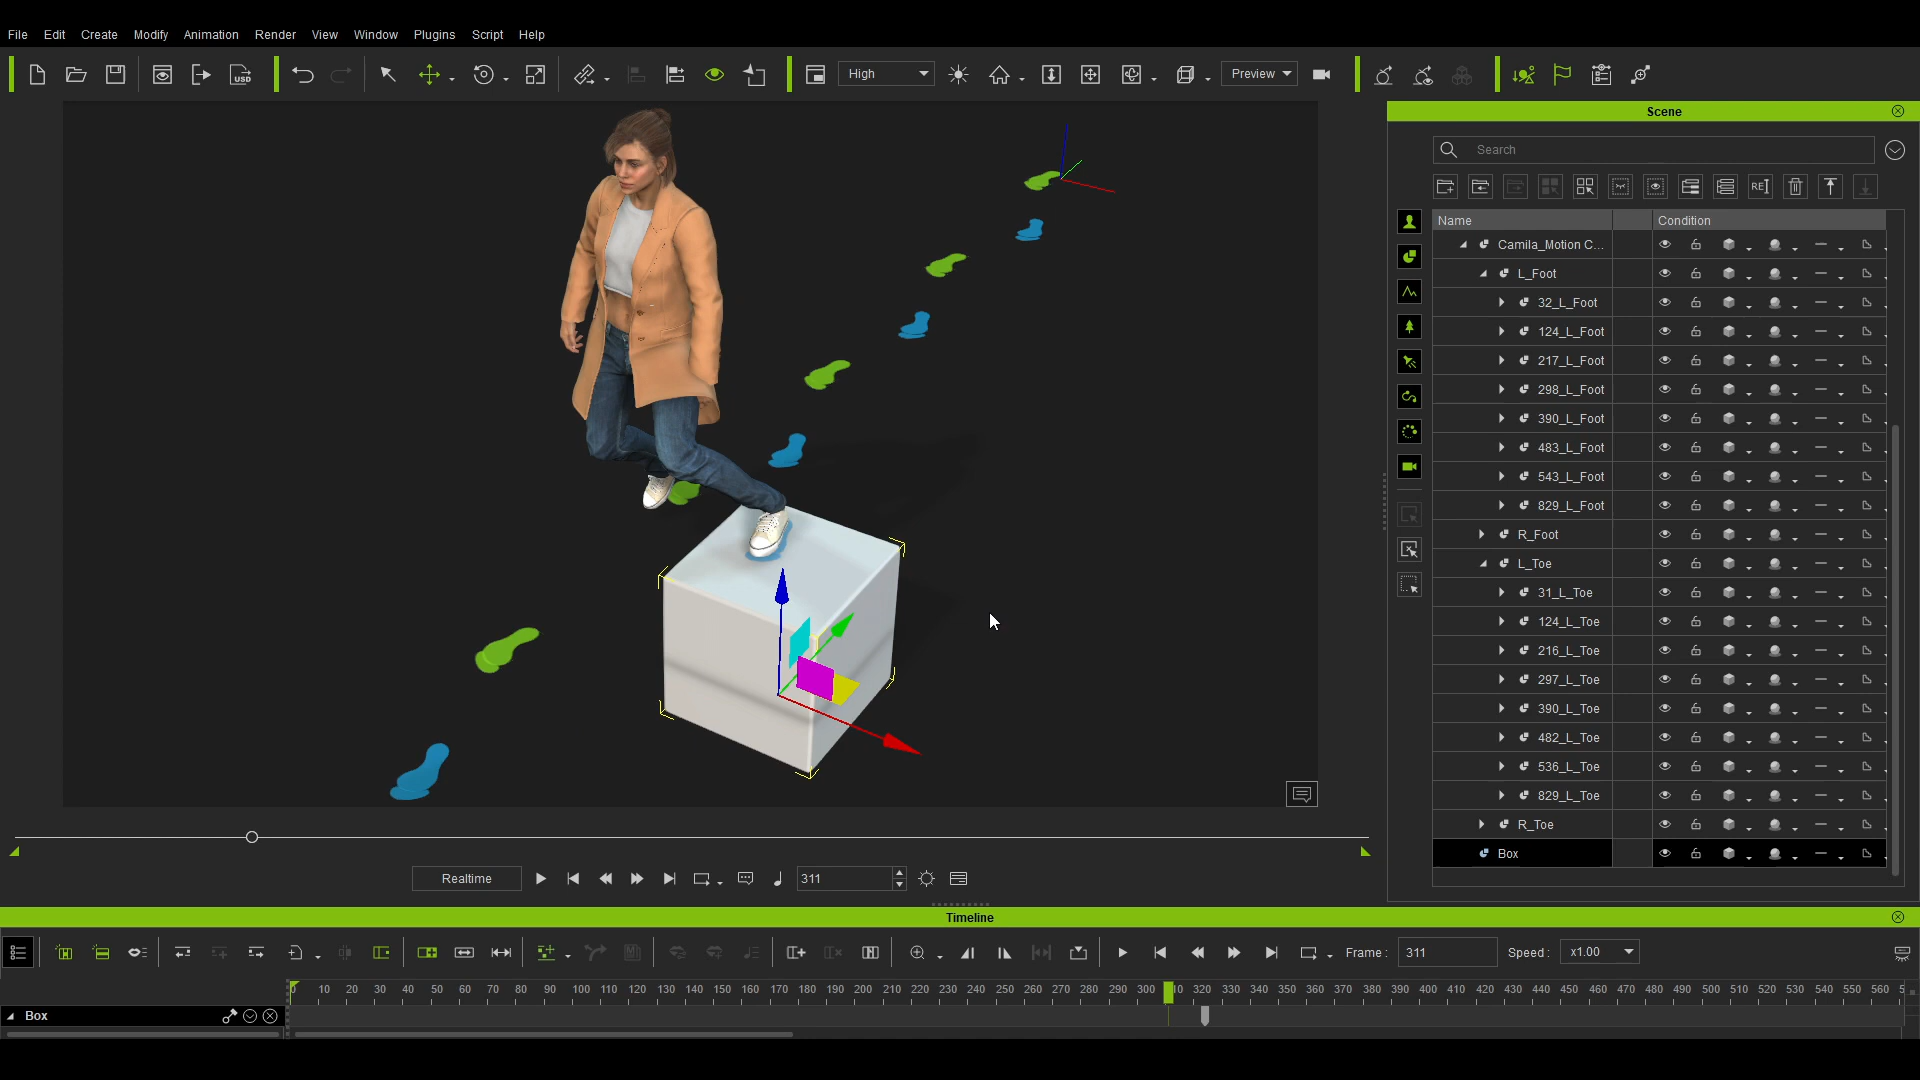 File Edit Create Modify Animation Render View Window Plugins Script Help
High Preview
USD
Scene
Search
RE
Name Condition
Camila_Motion C...
L_Foot
32_L_Foot
124_L_Foot
217_L_Foot
298_L_Foot
390_L_Foot
483_L_Foot
543_L_Foot
829_L_Foot
R_Foot
L_Toe
31_L_Toe
124_L_Toe
216_L_Toe
297_L_Toe
390_L_Toe
482_L_Toe
536_L_Toe
829_L_Toe
R_Toe
Box
Realtime 311
Timeline
Frame : 311 Speed : x1.00
0 10 20 30 40 50 60 70 80 90 100 110 120 130 140 150 160 170 180 190 200 210 220 230 240 250 260 270 280 290 300 10 320 330 340 350 360 370 380 390 400 410 420 430 440 450 460 470 480 490 500 510 520 530 540 550 560 5
Box